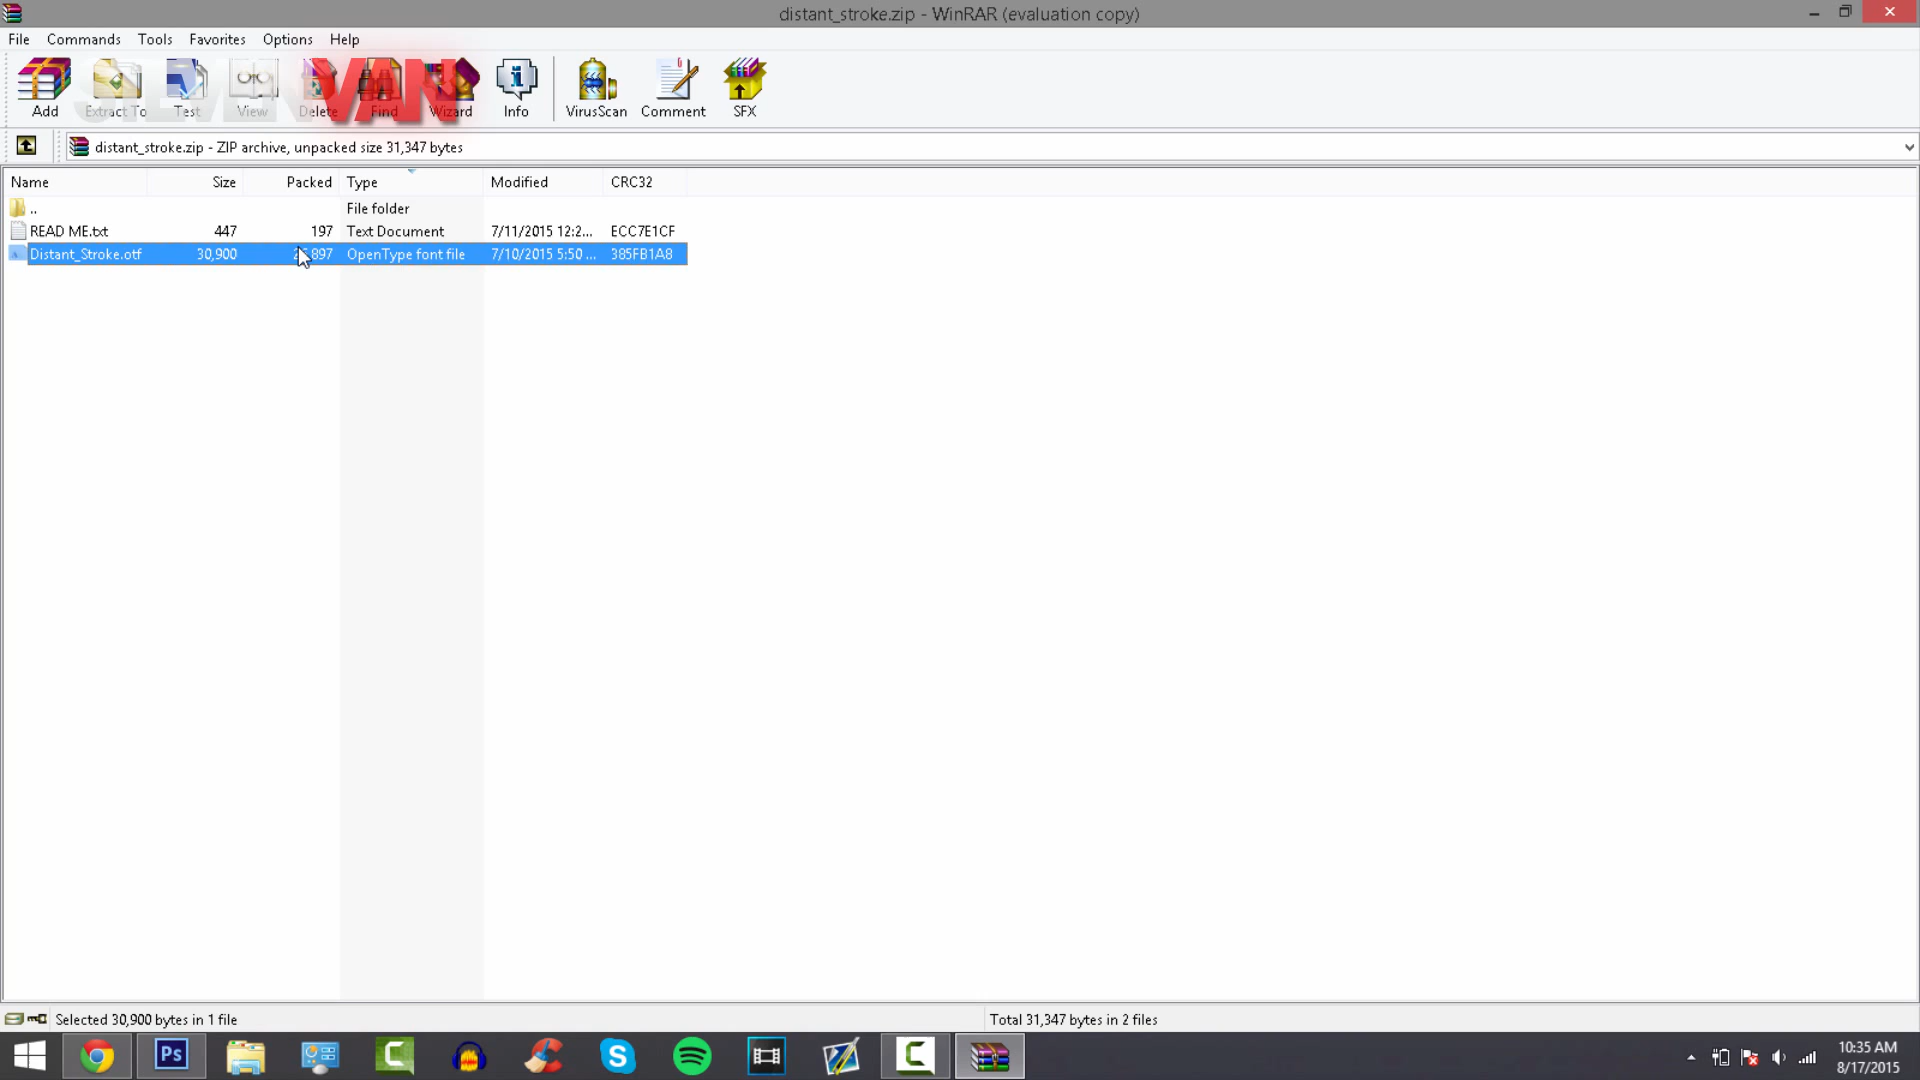 distant_stroke.zip - WinRAR (evaluation copy)
File Commands Tools Favorites Options Help
VAN
Add Extract To Test View Delete Find Wizard Info VirusScan Comment SFX
distant_stroke.zip - ZIP archive, unpacked size 31,347 bytes
Name Size Packed Type Modified CRC32
.. File folder
READ ME.txt 447 197 Text Document 7/11/2015 12:2... ECC7E1CF
Distant_Stroke.otf 30,900 OpenType font file 7/10/2015 5:50 ... 385FB1A8
Selected 30,900 bytes in 1 file Total 31,347 bytes in 2 files
Ps
10:35 AM
8/17/2015